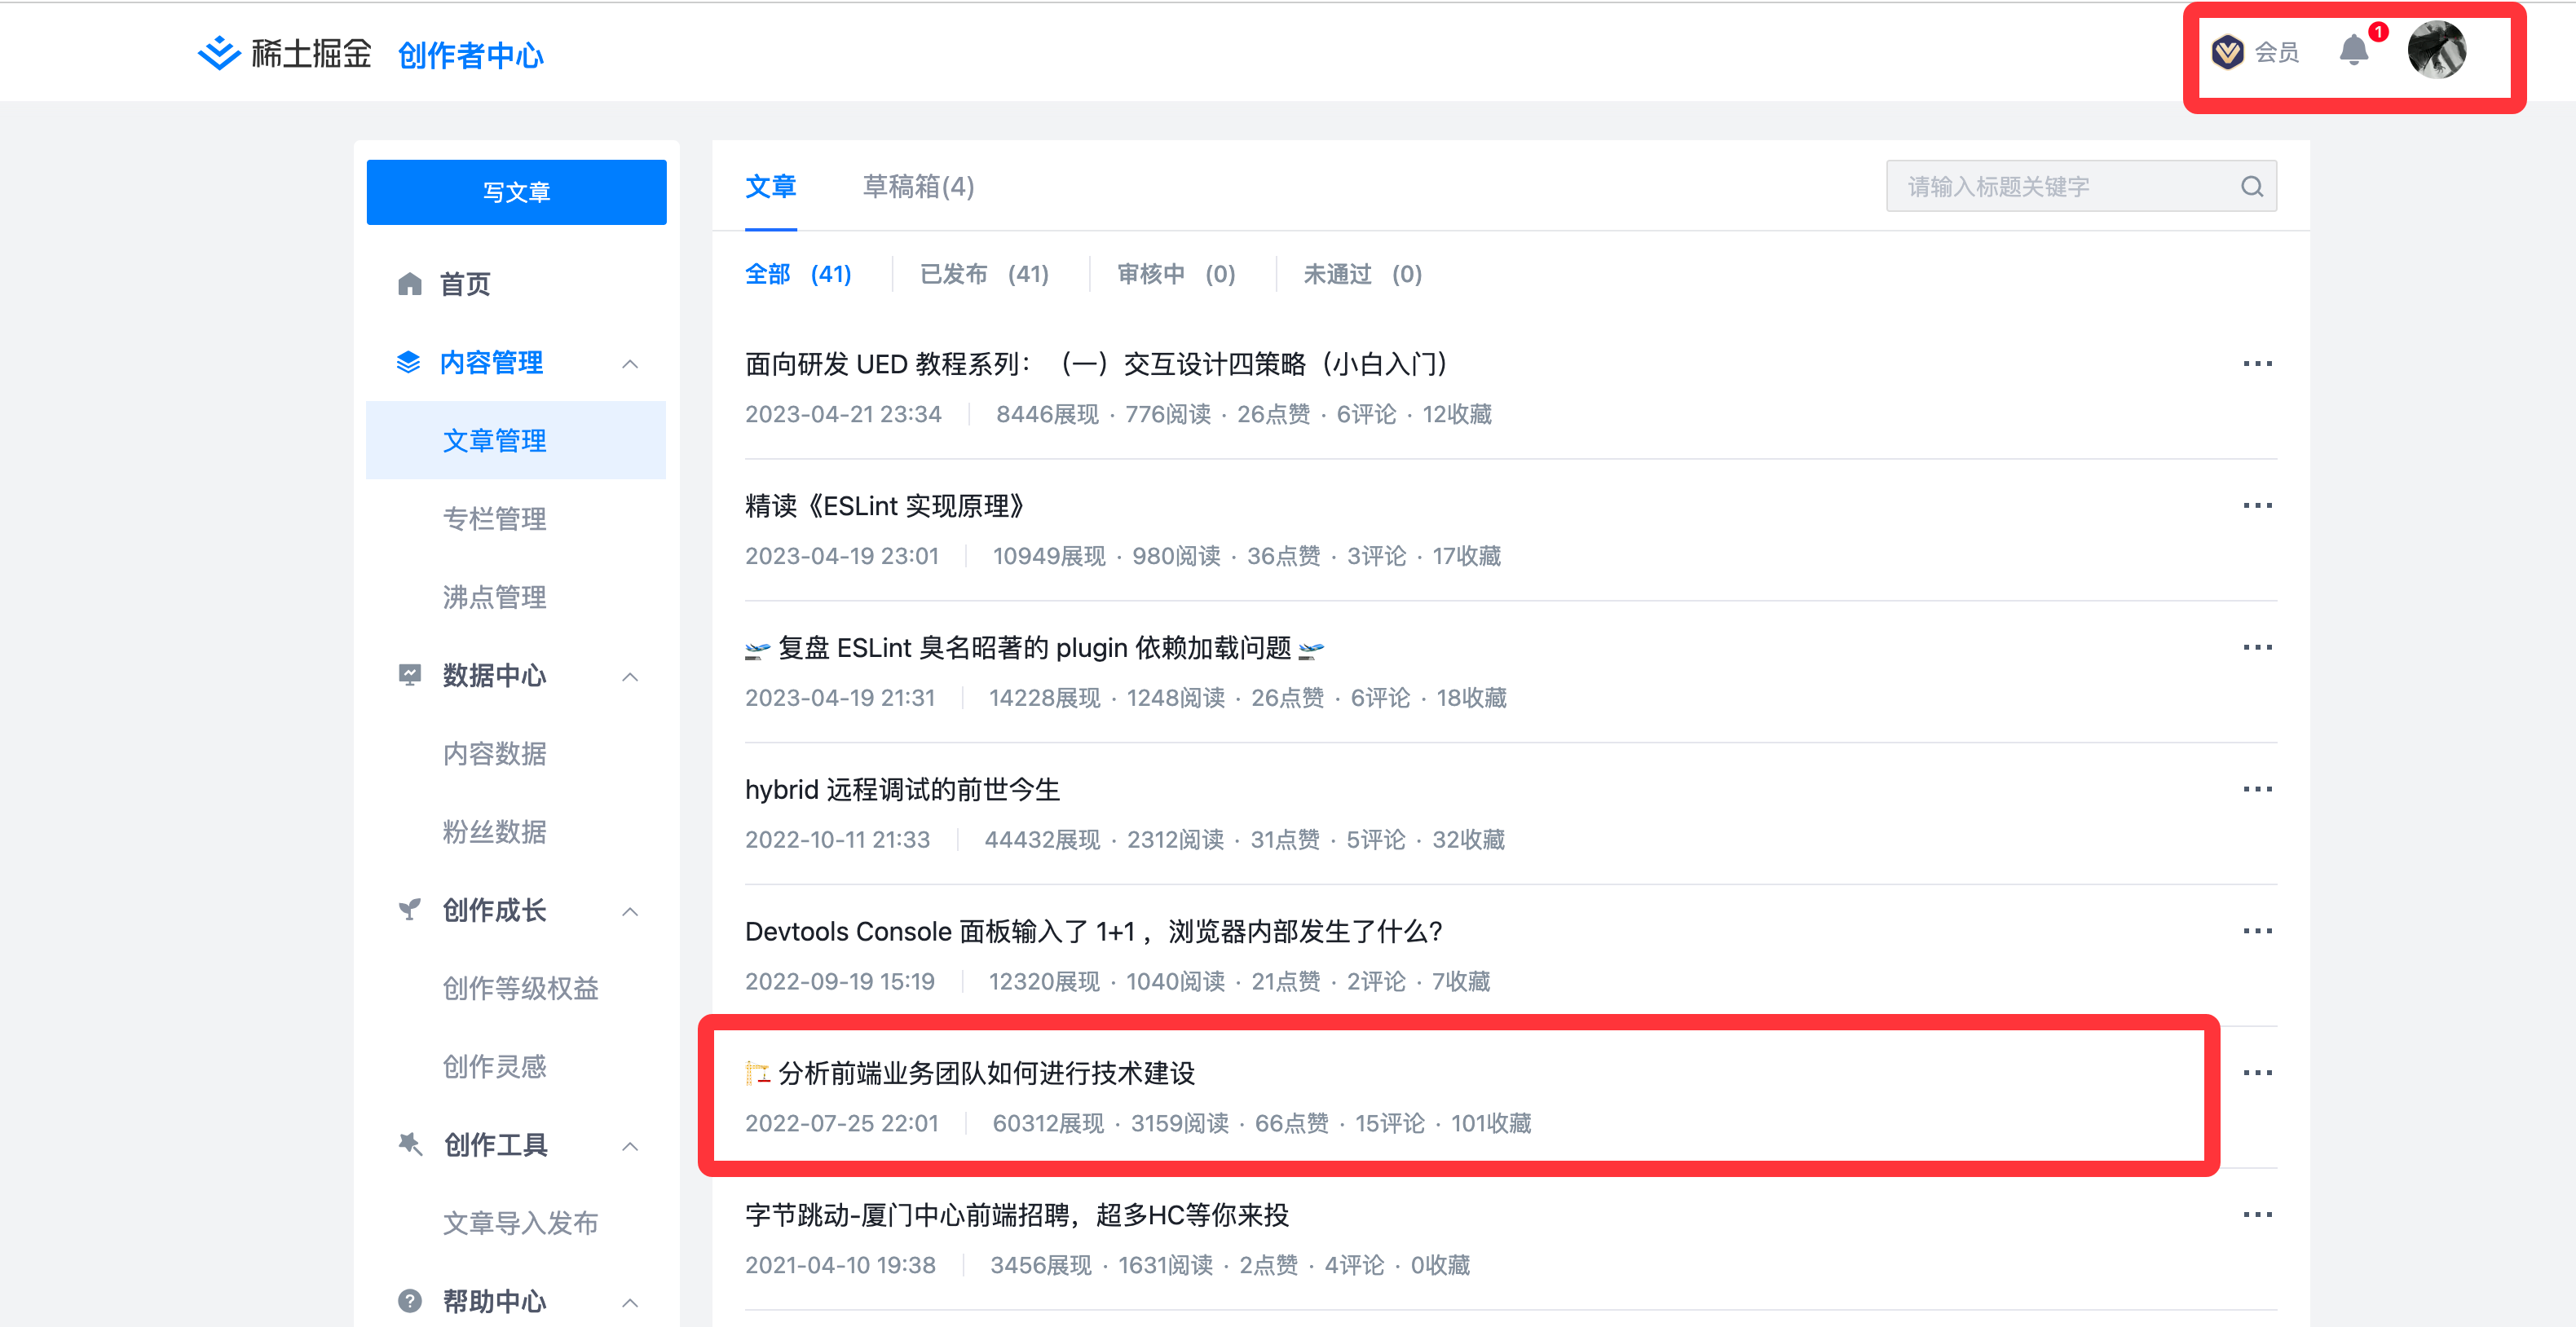 稀土掘金 创作者中心 会员 1
写文章
首页
内容管理
文章管理
专栏管理
沸点管理
数据中心
内容数据
粉丝数据
创作成长
创作等级权益
创作灵感
创作工具
文章导入发布
帮助中心
文章 草稿箱(4) 请输入标题关键字
全部 (41) 已发布 (41) 审核中 (0) 未通过 (0)
面向研发 UED 教程系列：（一）交互设计四策略（小白入门）
2023-04-21 23:34 8446展现 · 776阅读 · 26点赞 · 6评论 · 12收藏
精读《ESLint 实现原理》
2023-04-19 23:01 10949展现 · 980阅读 · 36点赞 · 3评论 · 17收藏
🛫 复盘 ESLint 臭名昭著的 plugin 依赖加载问题 🛫
2023-04-19 21:31 14228展现 · 1248阅读 · 26点赞 · 6评论 · 18收藏
hybrid 远程调试的前世今生
2022-10-11 21:33 44432展现 · 2312阅读 · 31点赞 · 5评论 · 32收藏
Devtools Console 面板输入了 1+1 ，浏览器内部发生了什么？
2022-09-19 15:19 12320展现 · 1040阅读 · 21点赞 · 2评论 · 7收藏
🏗 分析前端业务团队如何进行技术建设
2022-07-25 22:01 60312展现 · 3159阅读 · 66点赞 · 15评论 · 101收藏
字节跳动-厦门中心前端招聘，超多HC等你来投
2021-04-10 19:38 3456展现 · 1631阅读 · 2点赞 · 4评论 · 0收藏